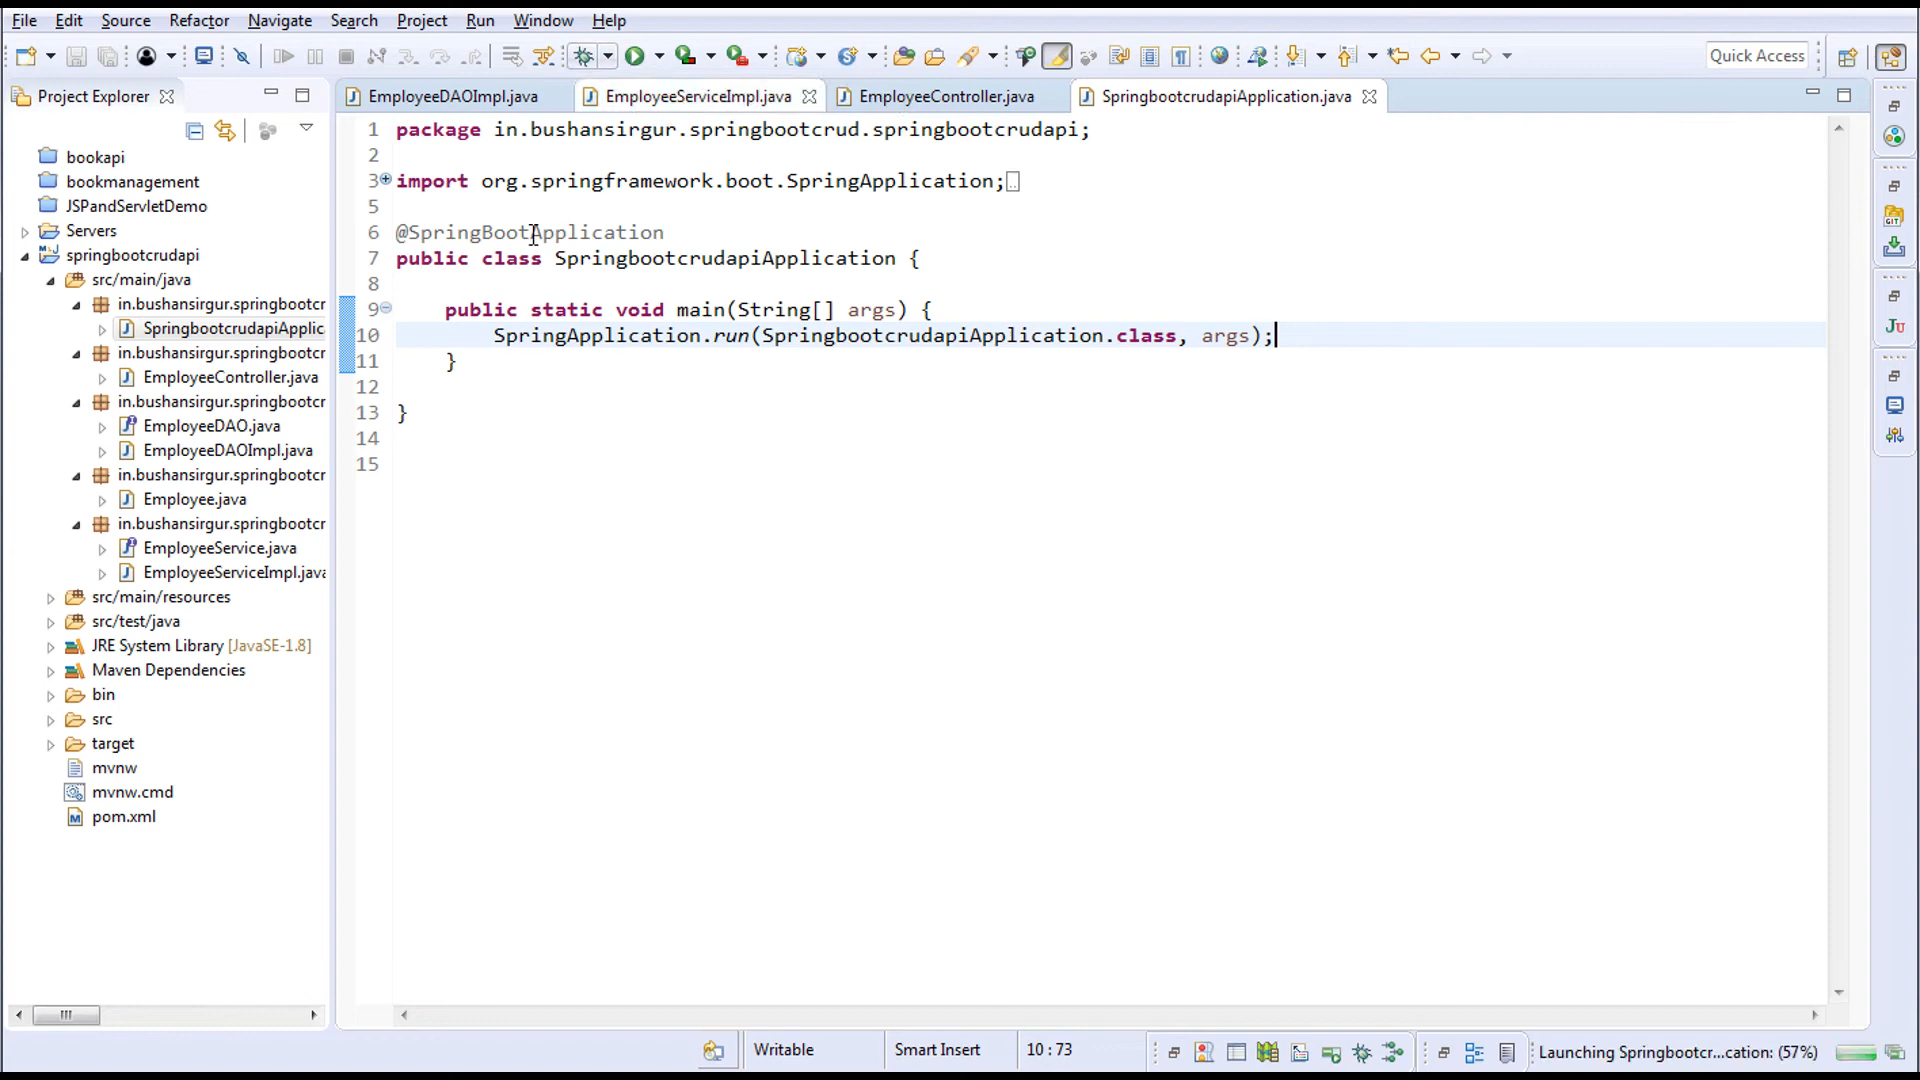 File Edit Source Refactor Navigate Search Project Run Window Help
Quick Access
Project Explorer
EmployeeDAOImpl.java EmployeeServiceImpl.java EmployeeController.java SpringbootcrudapiApplication.java
bookapi
bookmanagement
JSPandServletDemo
Servers
springbootcrudapi
src/main/java
in.bushansirgur.springbootcr
SpringbootcrudapiApplic
in.bushansirgur.springbootcr
EmployeeController.java
in.bushansirgur.springbootcr
EmployeeDAO.java
EmployeeDAOImpl.java
in.bushansirgur.springbootcr
Employee.java
in.bushansirgur.springbootcr
EmployeeService.java
EmployeeServiceImpl.java
src/main/resources
src/test/java
JRE System Library [JavaSE-1.8]
Maven Dependencies
bin
src
target
mvnw
mvnw.cmd
pom.xml
1 package in.bushansirgur.springbootcrud.springbootcrudapi;
2
3 import org.springframework.boot.SpringApplication;
5
6 @SpringBootApplication
7 public class SpringbootcrudapiApplication {
8
9 public static void main(String[] args) {
10 SpringApplication.run(SpringbootcrudapiApplication.class, args);
11 }
12
13 }
14
15
Writable Smart Insert 10 : 73 Launching Springbootcr...cation: (57%)